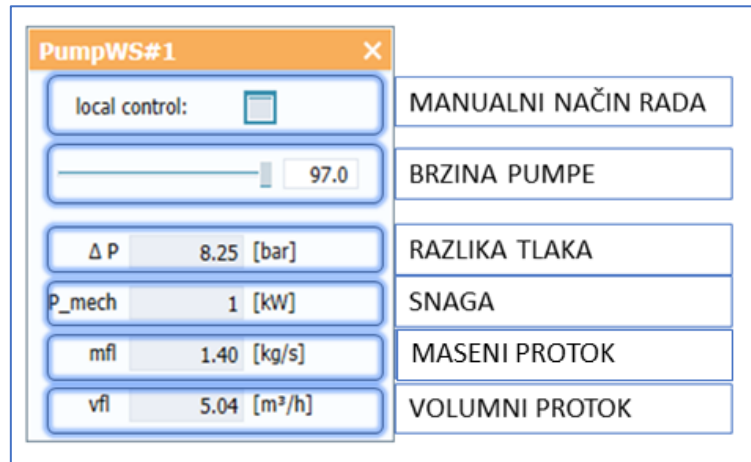 PumpWS#1 ×
local control: MANUALNI NAČIN RADA
97.0 BRZINA PUMPE
Δ P 8.25 [bar] RAZLIKA TLAKA
P_mech 1 [kW] SNAGA
mfl 1.40 [kg/s] MASENI PROTOK
vfl 5.04 [m³/h] VOLUMNI PROTOK